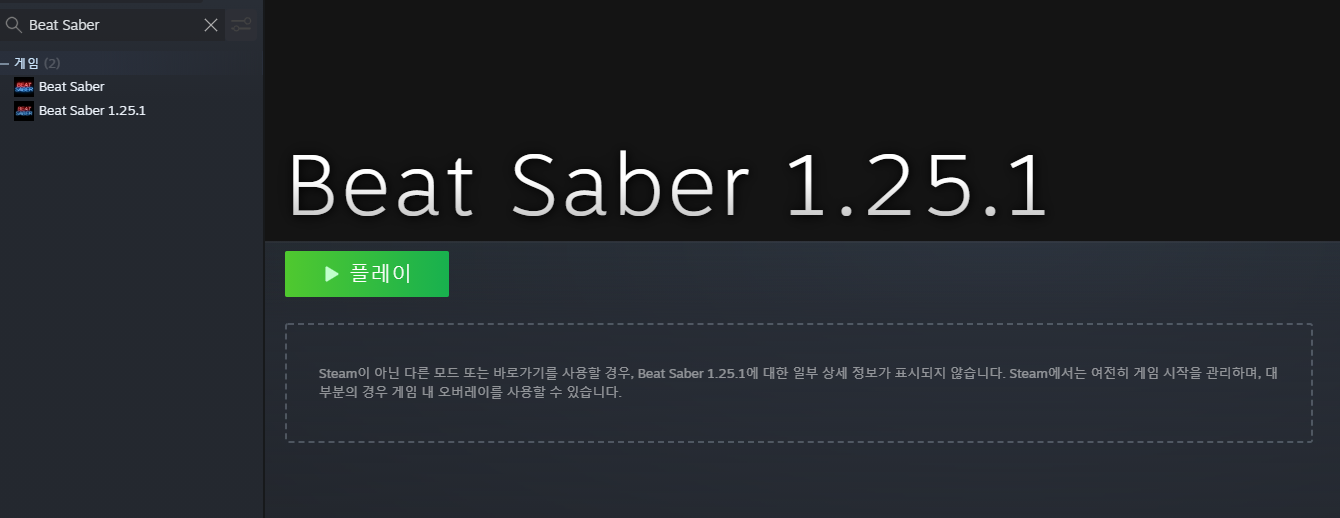 Beat Saber
게임 (2)
Beat Saber
Beat Saber 1.25.1
Beat Saber 1.25.1
플레이
Steam이 아닌 다른 모드 또는 바로가기를 사용할 경우, Beat Saber 1.25.1에 대한 일부 상세 정보가 표시되지 않습니다. Steam에서는 여전히 게임 시작을 관리하며, 대
부분의 경우 게임 내 오버레이를 사용할 수 있습니다.